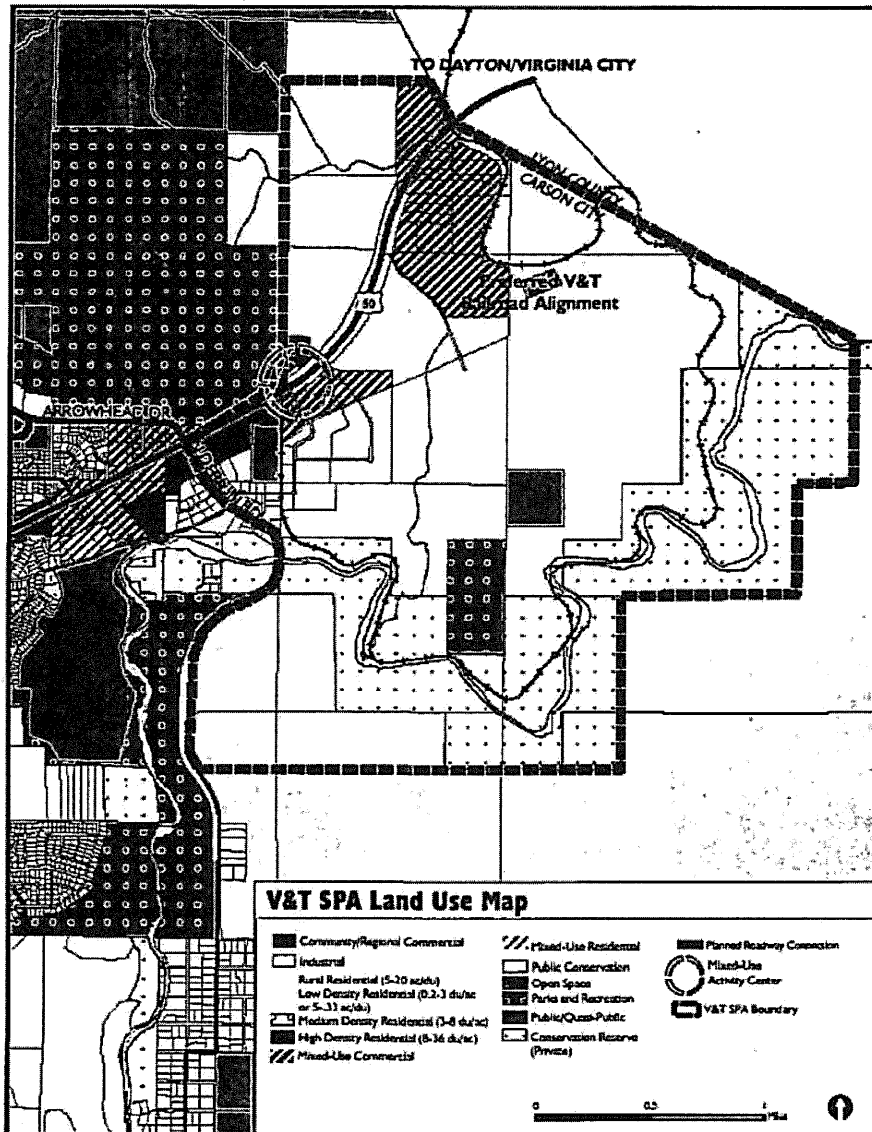 TO DAYTON/VIRGINIA CITY
LYON COUNTY
CARSON CITY
Preferred V&T
Railroad Alignment
50
ARROWHEAD DR.
V&T SPA Land Use Map
Community/Regional Commercial
Industrial
Rural Residential (5-20 ac/du)
Low Density Residential (0.2-3 du/ac
or 5-.33 ac/du)
Medium Density Residential (3-8 du/ac)
High Density Residential (8-36 du/ac)
Mixed-Use Commercial
Mixed-Use Residential
Public Conservation
Open Space
Parks and Recreation
Public/Quasi-Public
Conservation Reserve
(Private)
Planned Roadway Connection
Mixed-Use
Activity Center
V&T SPA Boundary
0 0.5 1
Miles